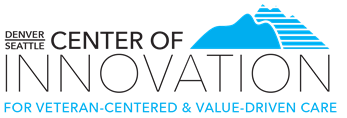 DENVER
SEATTLE
CENTER OF
INNOVATION
FOR VETERAN-CENTERED & VALUE-DRIVEN CARE